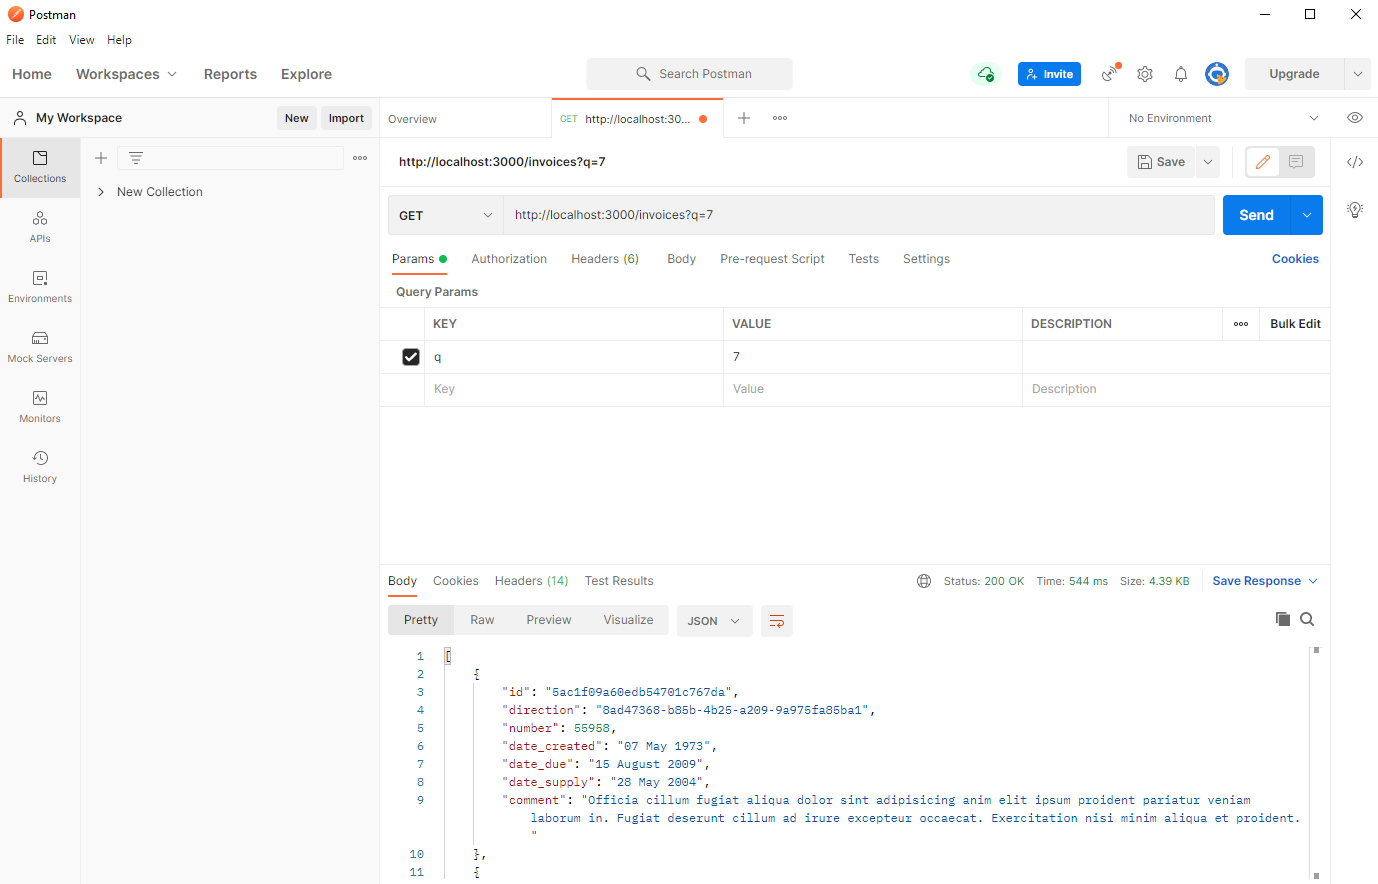 Postman
File Edit View Help
Home Workspaces Reports Explore Search Postman Invite Upgrade
My Workspace New Import Overview GET http://localhost:30... No Environment
Collections
APIs
Environments
Mock Servers
Monitors
History
New Collection
http://localhost:3000/invoices?q=7 Save
GET http://localhost:3000/invoices?q=7 Send
Params Authorization Headers (6) Body Pre-request Script Tests Settings Cookies
Query Params
KEY VALUE DESCRIPTION Bulk Edit
q 7
Key Value Description
Body Cookies Headers (14) Test Results Status: 200 OK Time: 544 ms Size: 4.39 KB Save Response
Pretty Raw Preview Visualize JSON
1 [
2 {
3 "id": "5ac1f09a60edb54701c767da",
4 "direction": "8ad47368-b85b-4b25-a209-9a975fa85ba1",
5 "number": 55958,
6 "date_created": "07 May 1973",
7 "date_due": "15 August 2009",
8 "date_supply": "28 May 2004",
9 "comment": "Officia cillum fugiat aliqua dolor sint adipisicing anim elit ipsum proident pariatur veniam
laborum in. Fugiat deserunt cillum ad irure excepteur occaecat. Exercitation nisi minim aliqua et proident.
"
10 },
11 {